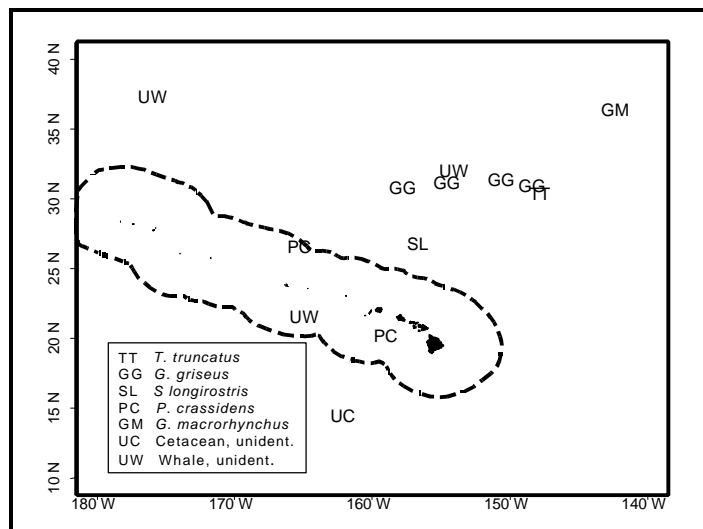 40 N
UW
GM
35 N
UW
GG GG GG GG
30 N
TT
PC
SL
25 N
UW
20 N
PC
TT T. truncatus
GG G. griseus
SL S longirostris
PC P. crassidens
GM G. macrorhynchus
UC Cetacean, unident.
UW Whale, unident.
15 N
UC
10 N
180°W 170°W 160°W 150°W 140°W